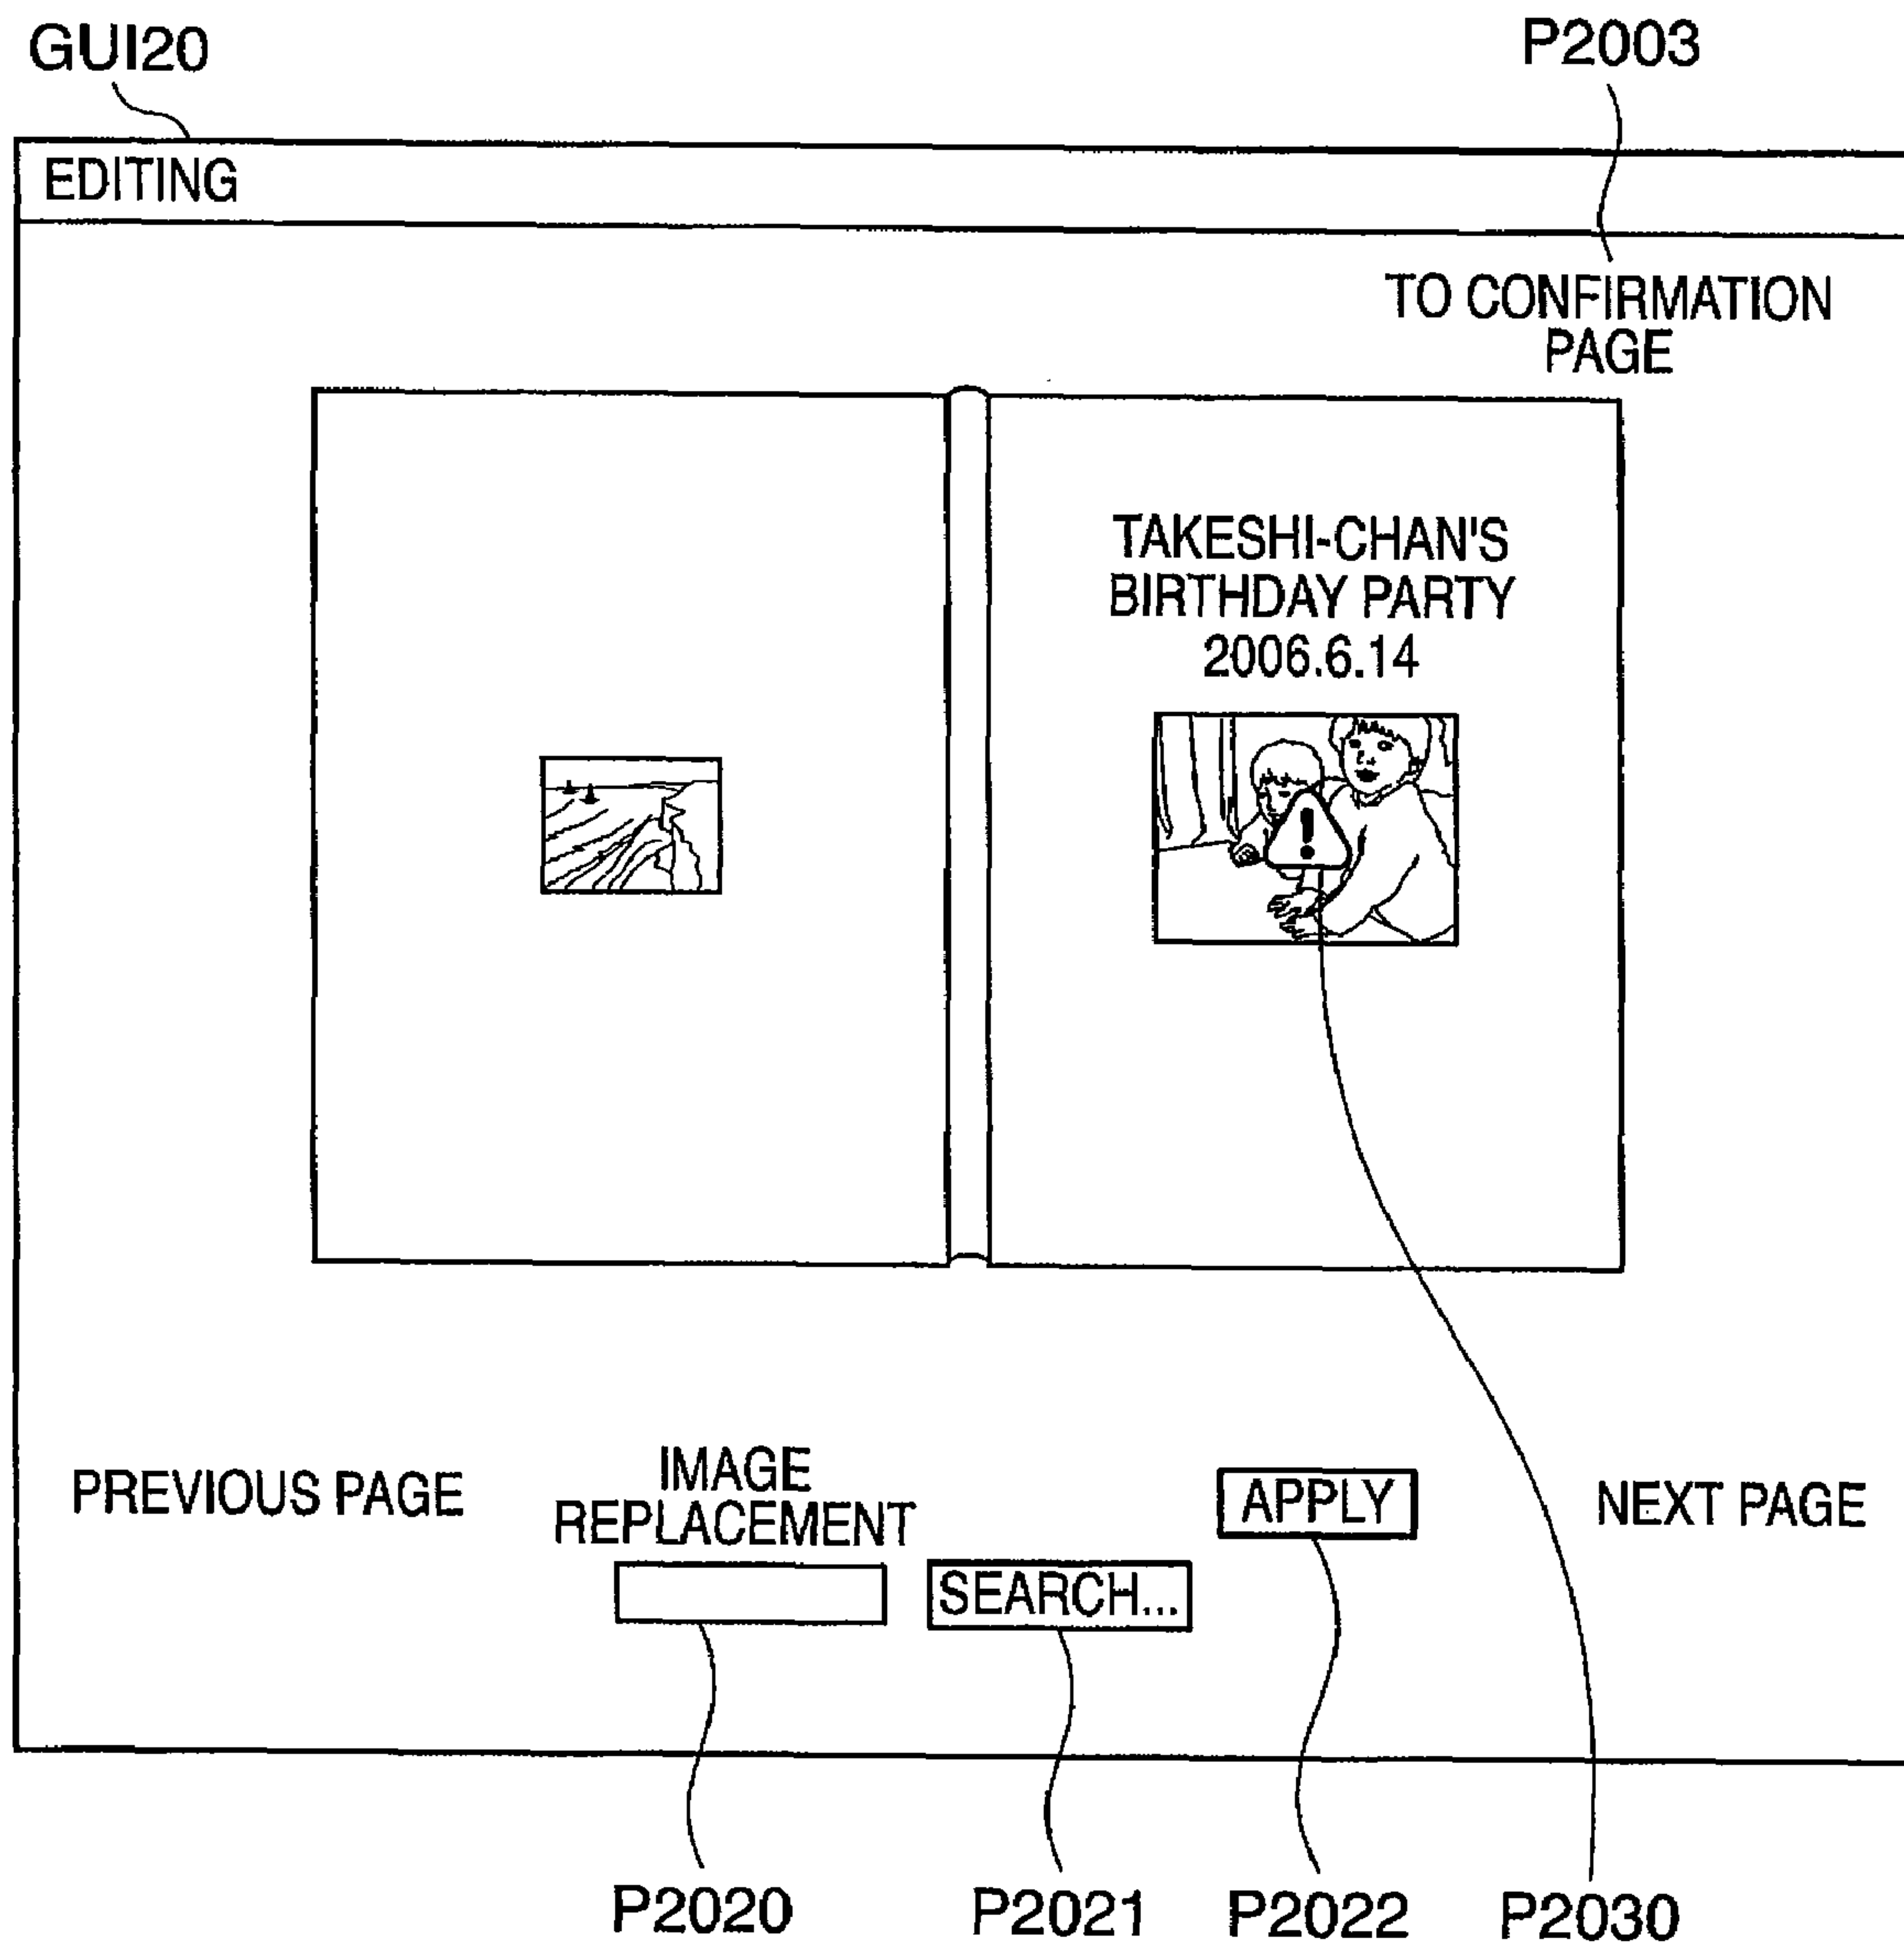 GUI20
P2003
EDITING
TO CONFIRMATION
PAGE
TAKESHI-CHAN'S
BIRTHDAY PARTY
2006.6.14
!
PREVIOUS PAGE
IMAGE
REPLACEMENT
APPLY
NEXT PAGE
SEARCH...
P2020
P2021
P2022
P2030